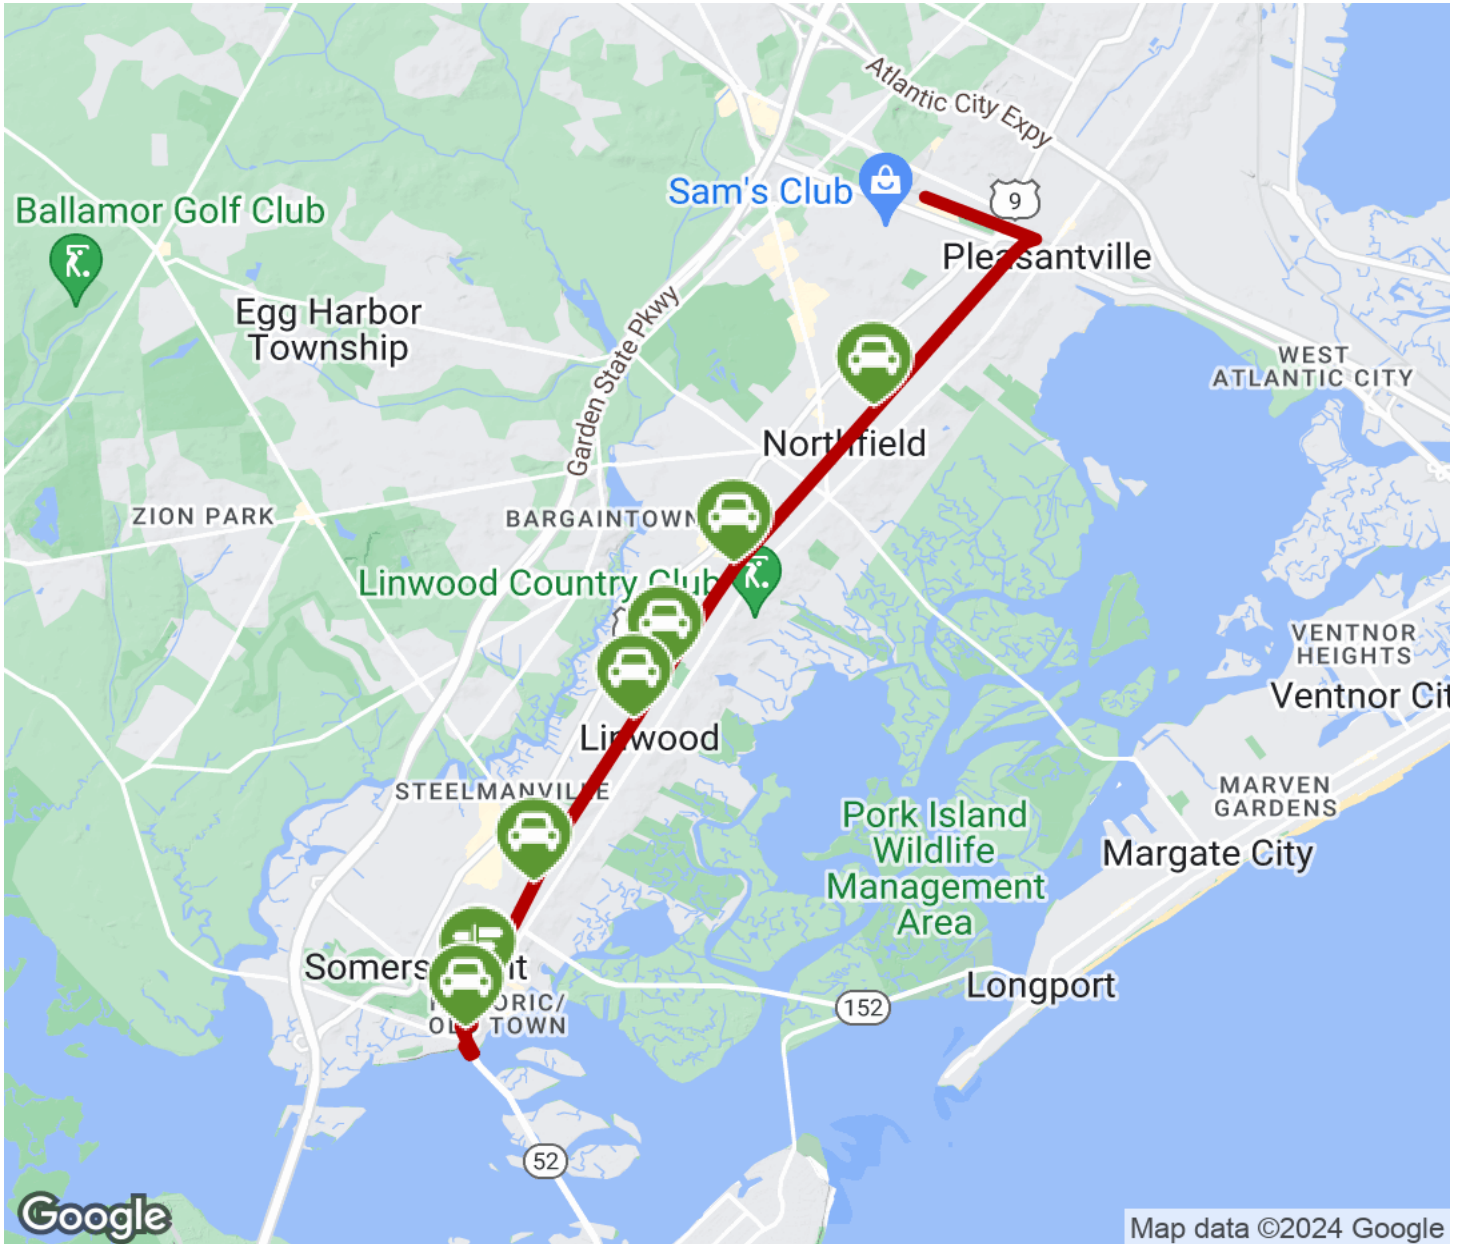 Atlantic City Expy
Sam's Club
9
Ballamor Golf Club
Pleasantville
Egg Harbor
Township
Garden State Pkwy
WEST
ATLANTIC CITY
Northfield
ZION PARK
BARGAINTOWN
Linwood Country Club
VENTNOR
HEIGHTS
Ventnor Cit
Linwood
STEELMANVILLE
MARVEN
GARDENS
Pork Island
Wildlife
Management
Area
Margate City
Somers nt
Longport
152
ORIC/
OL TOWN
52
Google
Map data ©2024 Google